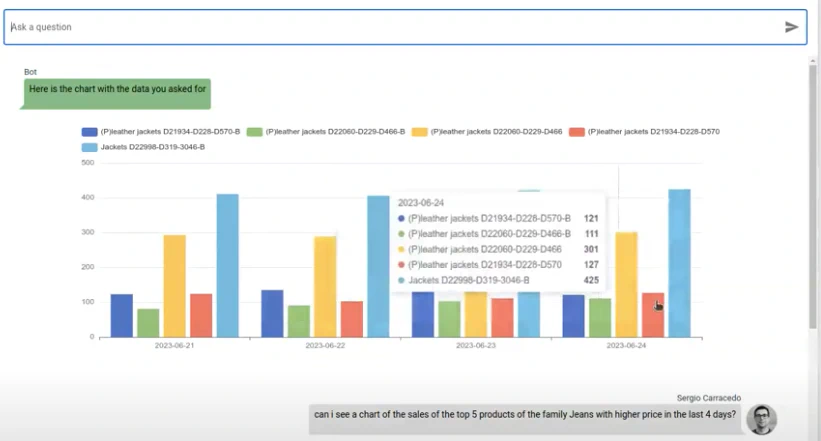 Ask a question
Bot
Here is the chart with the data you asked for
(P)leather jackets D21934-D228-D570-B (P)leather jackets D22060-D229-D466-B (P)leather jackets D22060-D229-D466 (P)leather jackets D21934-D228-D570
Jackets D22998-D319-3046-B
500
400
300
200
100
0
2023-06-24
(P)leather jackets D21934-D228-D570-B 121
(P)leather jackets D22060-D229-D466-B 111
(P)leather jackets D22060-D229-D466 301
(P)leather jackets D21934-D228-D570 127
Jackets D22998-D319-3046-B 425
2023-06-21 2023-06-22 2023-06-23 2023-06-24
Sergio Carracedo
can i see a chart of the sales of the top 5 products of the family Jeans with higher price in the last 4 days?